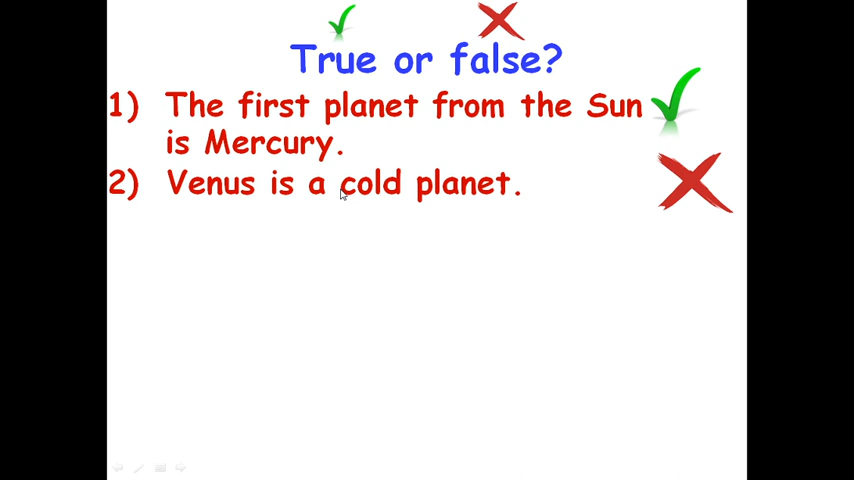 True or false?
1) The first planet from the Sun
is Mercury.
2) Venus is a cold planet.